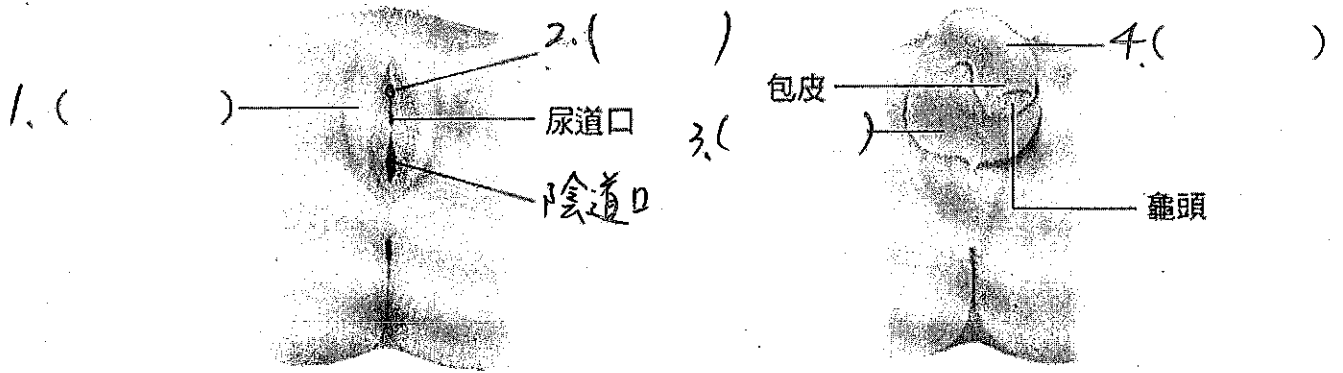 1、(　　　)
2.(　　　)
尿道口
陰道口
3、(　　　)
包皮
4.(　　　)
龜頭